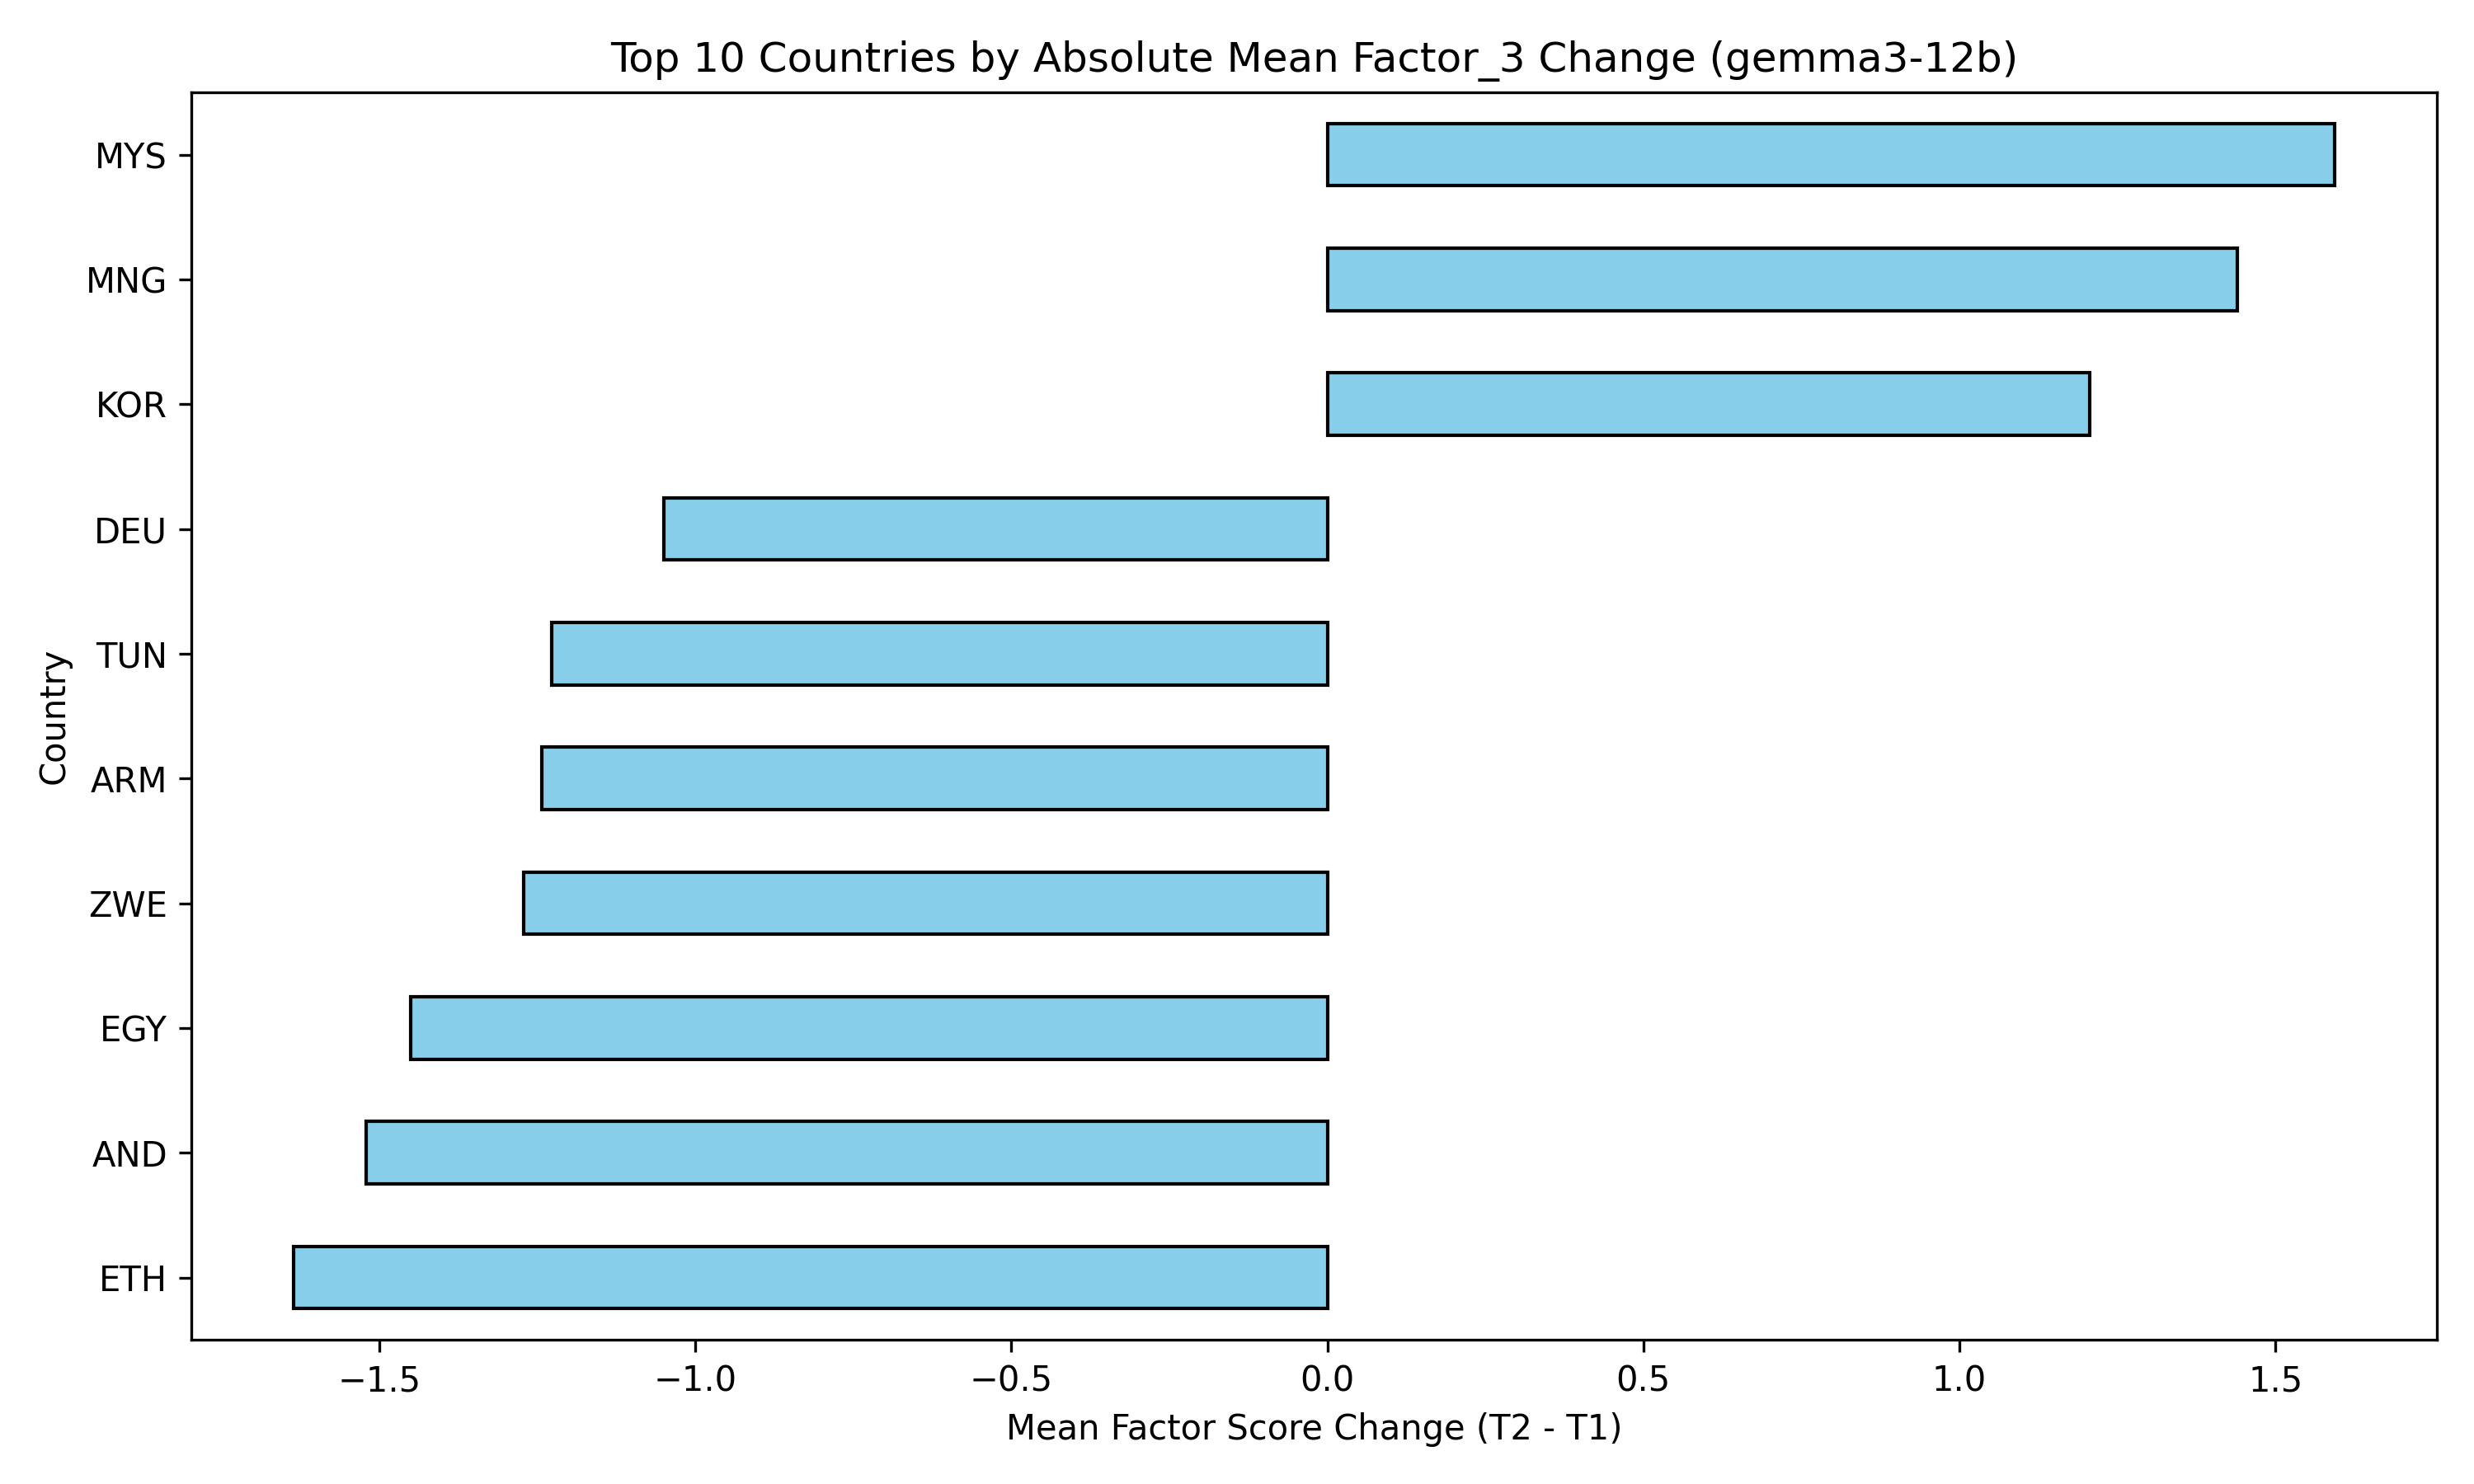 Top 10 Countries by Absolute Mean Factor_3 Change (gemma3-12b)
Country
MYS
MNG
KOR
DEU
TUN
ARM
ZWE
EGY
AND
ETH
−1.5 −1.0 −0.5 0.0 0.5 1.0 1.5
Mean Factor Score Change (T2 - T1)